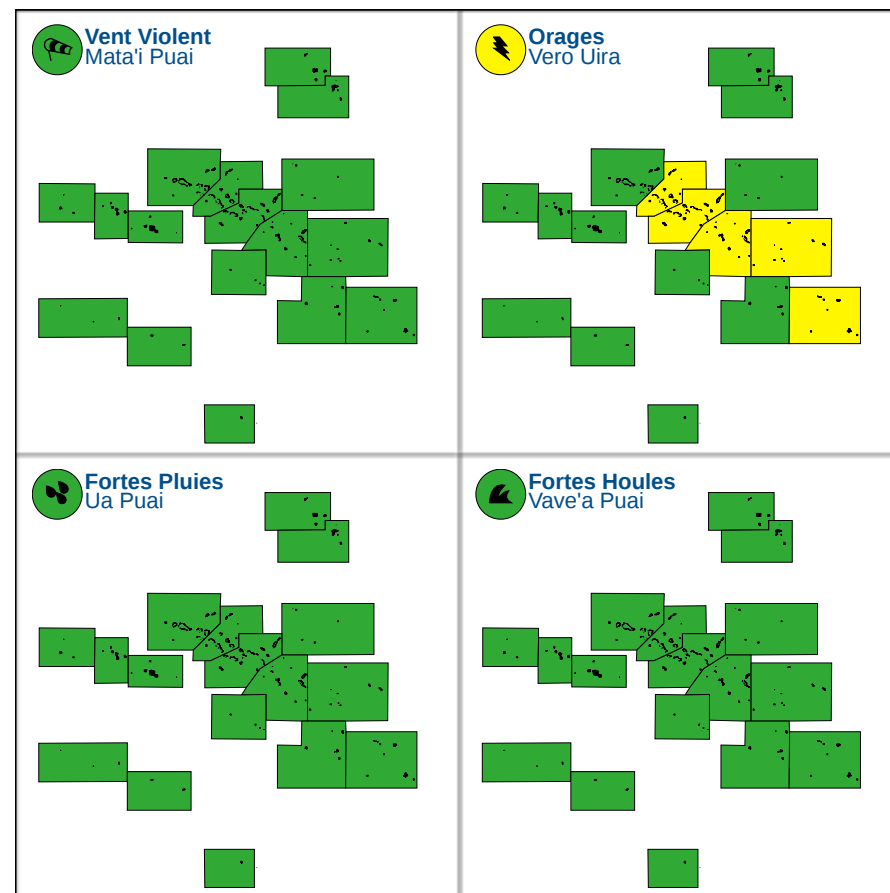 Vent Violent
Mata'i Puai
Orages
Vero Uira
Fortes Pluies
Ua Puai
Fortes Houles
Vave'a Puai